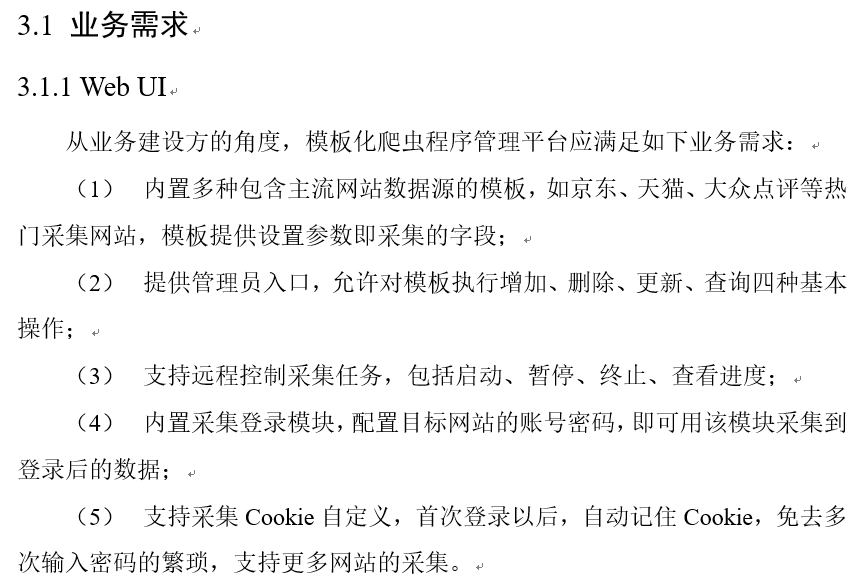 3.1 业务需求
3.1.1 Web UI
从业务建设方的角度，模板化爬虫程序管理平台应满足如下业务需求：
（1） 内置多种包含主流网站数据源的模板，如京东、天猫、大众点评等热
门采集网站，模板提供设置参数即采集的字段；
（2） 提供管理员入口，允许对模板执行增加、删除、更新、查询四种基本
操作；
（3） 支持远程控制采集任务，包括启动、暂停、终止、查看进度；
（4） 内置采集登录模块，配置目标网站的账号密码，即可用该模块采集到
登录后的数据；
（5） 支持采集 Cookie 自定义，首次登录以后，自动记住 Cookie，免去多
次输入密码的繁琐，支持更多网站的采集。